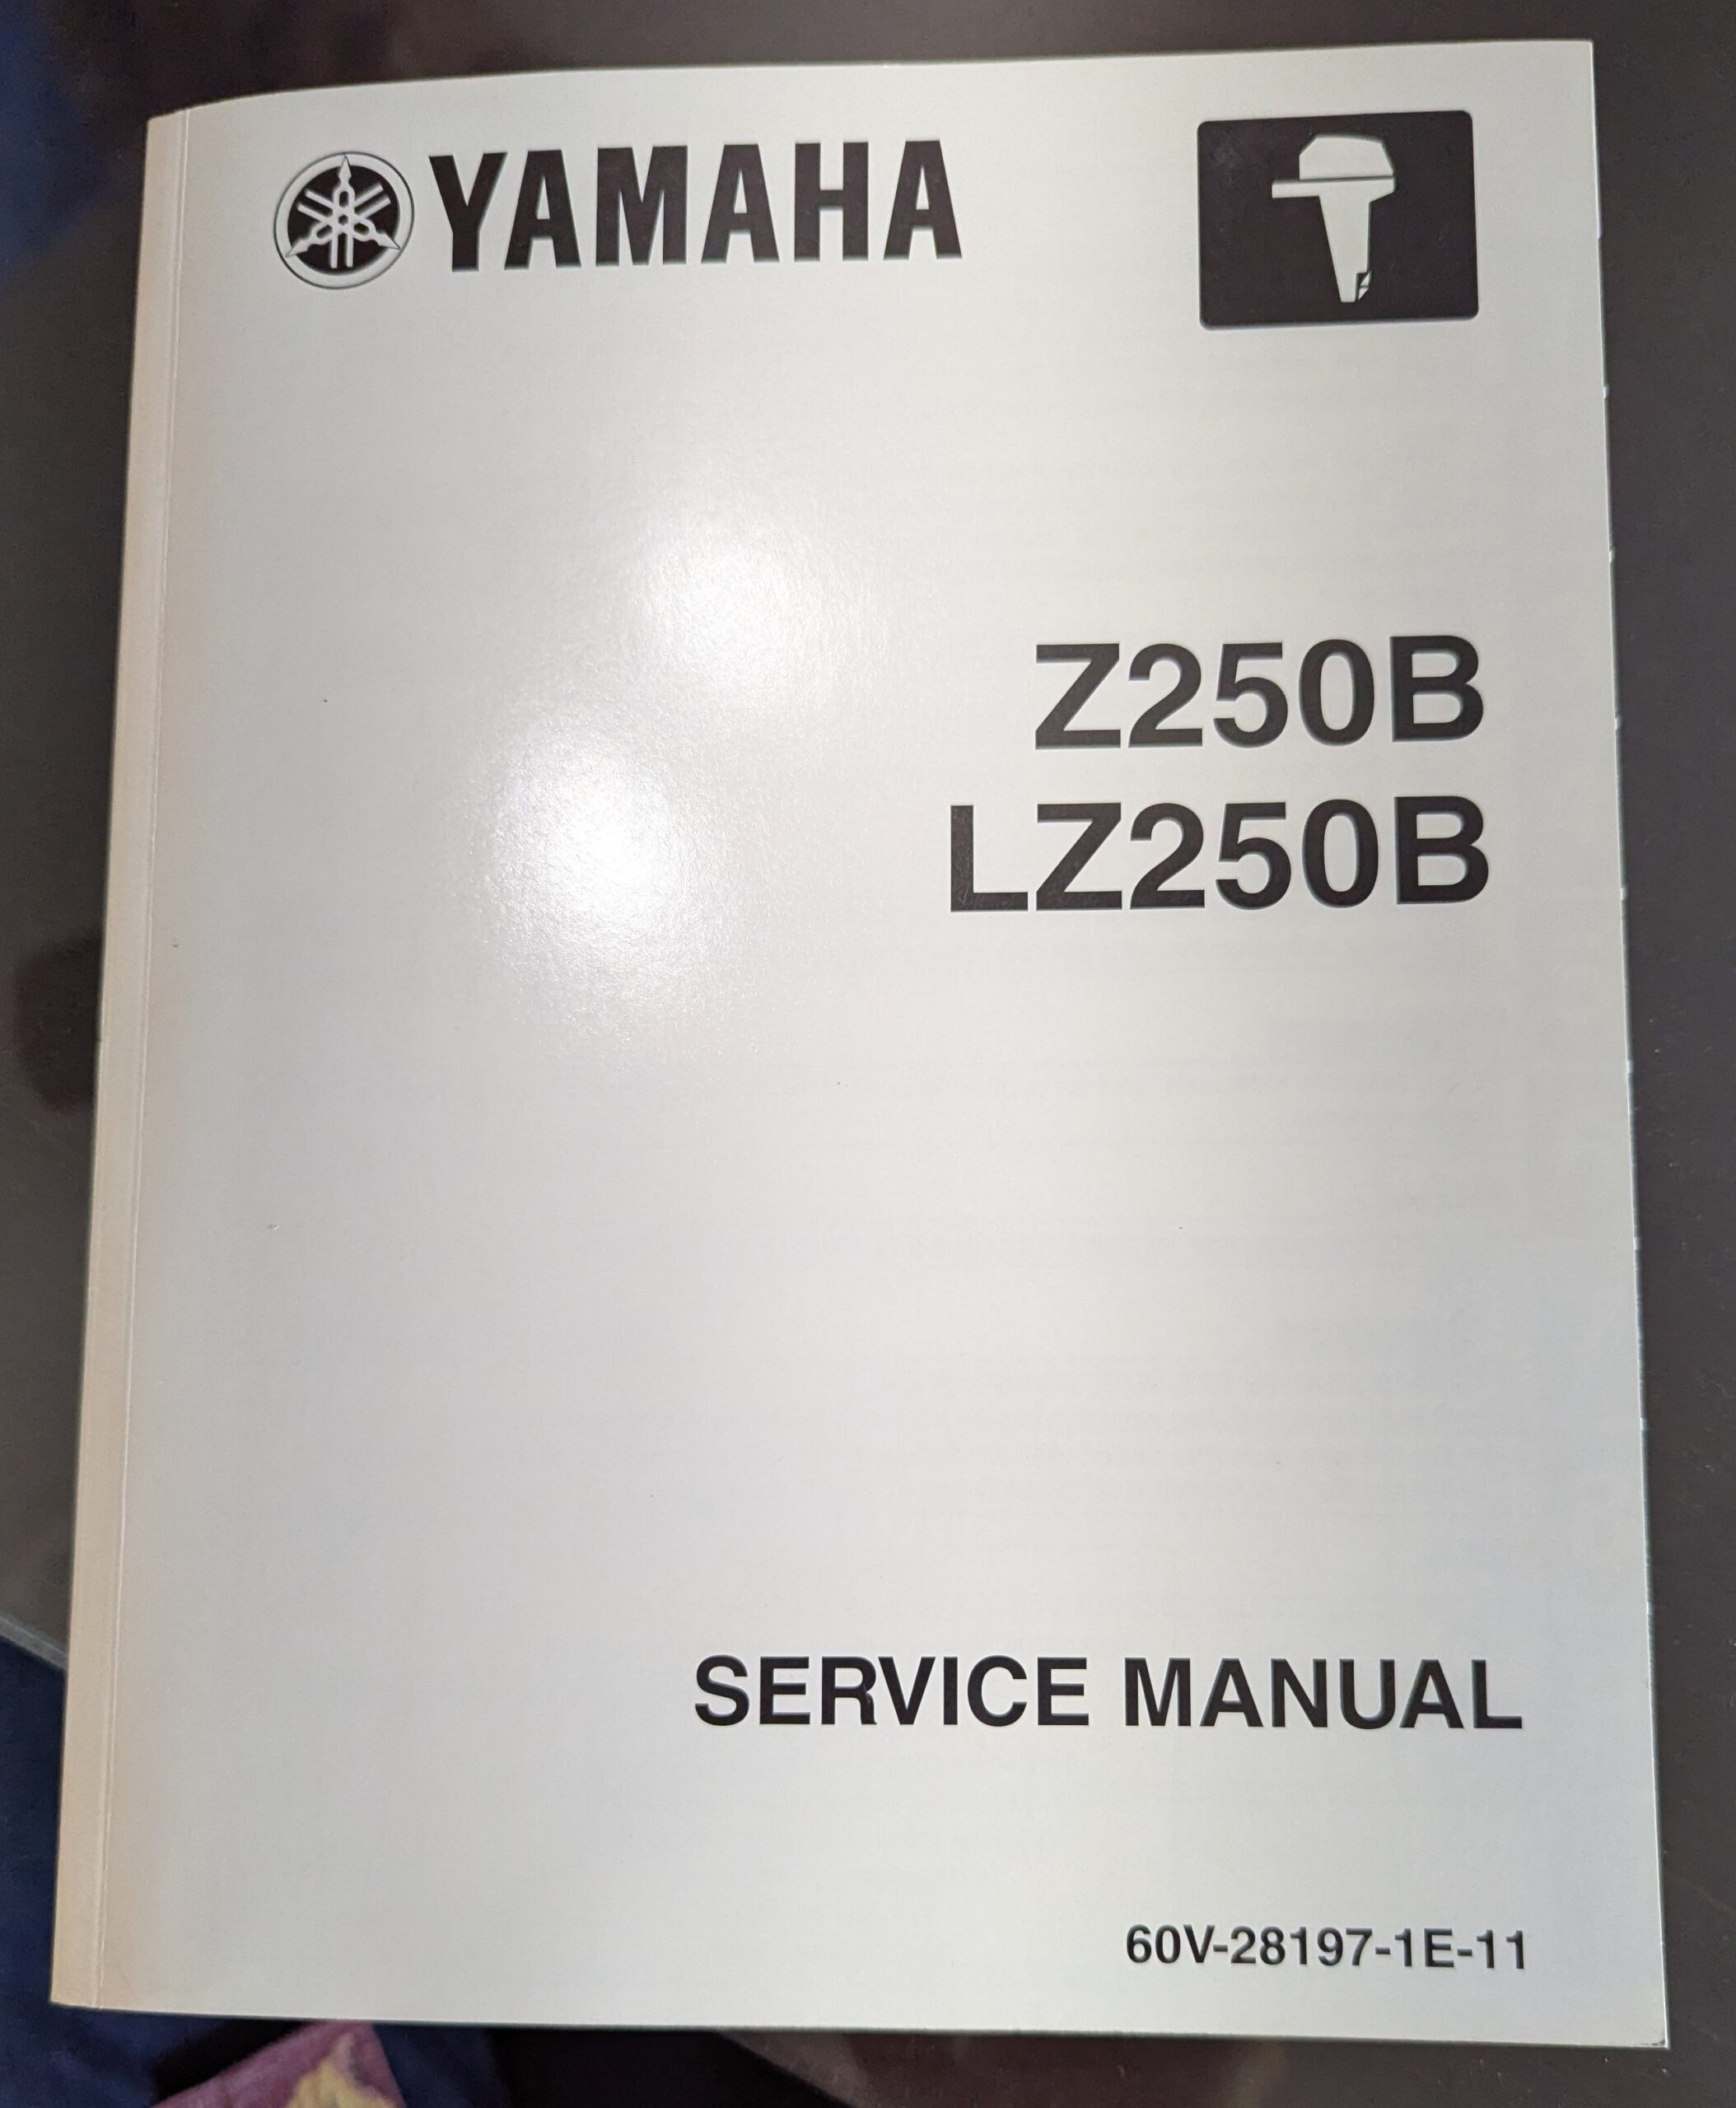 YAMAHA
Z250B
LZ250B
SERVICE MANUAL
60V-28197-1E-11